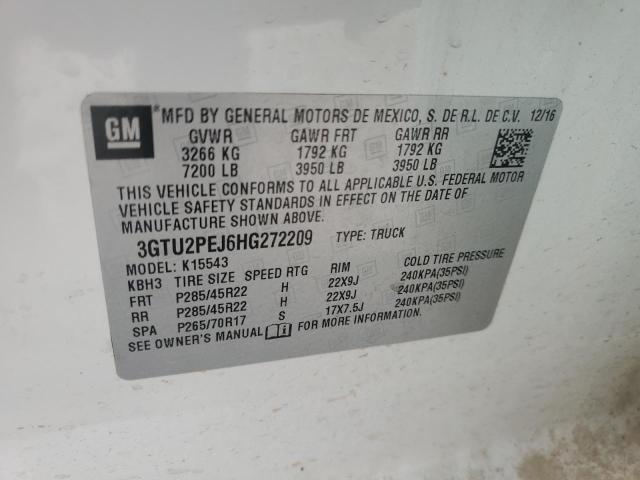 GM
*MFD BY GENERAL MOTORS DE MEXICO, S. DE R.L. DE C.V. 12/16
GVWR GAWR FRT GAWR RR
3266 KG 1792 KG 1792 KG
7200 LB 3950 LB 3950 LB
THIS VEHICLE CONFORMS TO ALL APPLICABLE U.S. FEDERAL MOTOR
VEHICLE SAFETY STANDARDS IN EFFECT ON THE DATE OF
MANUFACTURE SHOWN ABOVE.
3GTU2PEJ6HG272209 TYPE: TRUCK
MODEL: K15543
KBH3 TIRE SIZE SPEED RTG RIM COLD TIRE PRESSURE
FRT P285/45R22 H 22X9J 240KPA(35PSI)
RR P285/45R22 H 22X9J 240KPA(35PSI)
SPA P265/70R17 S 17X7.5J 240KPA(35PSI)
SEE OWNER'S MANUAL FOR MORE INFORMATION.